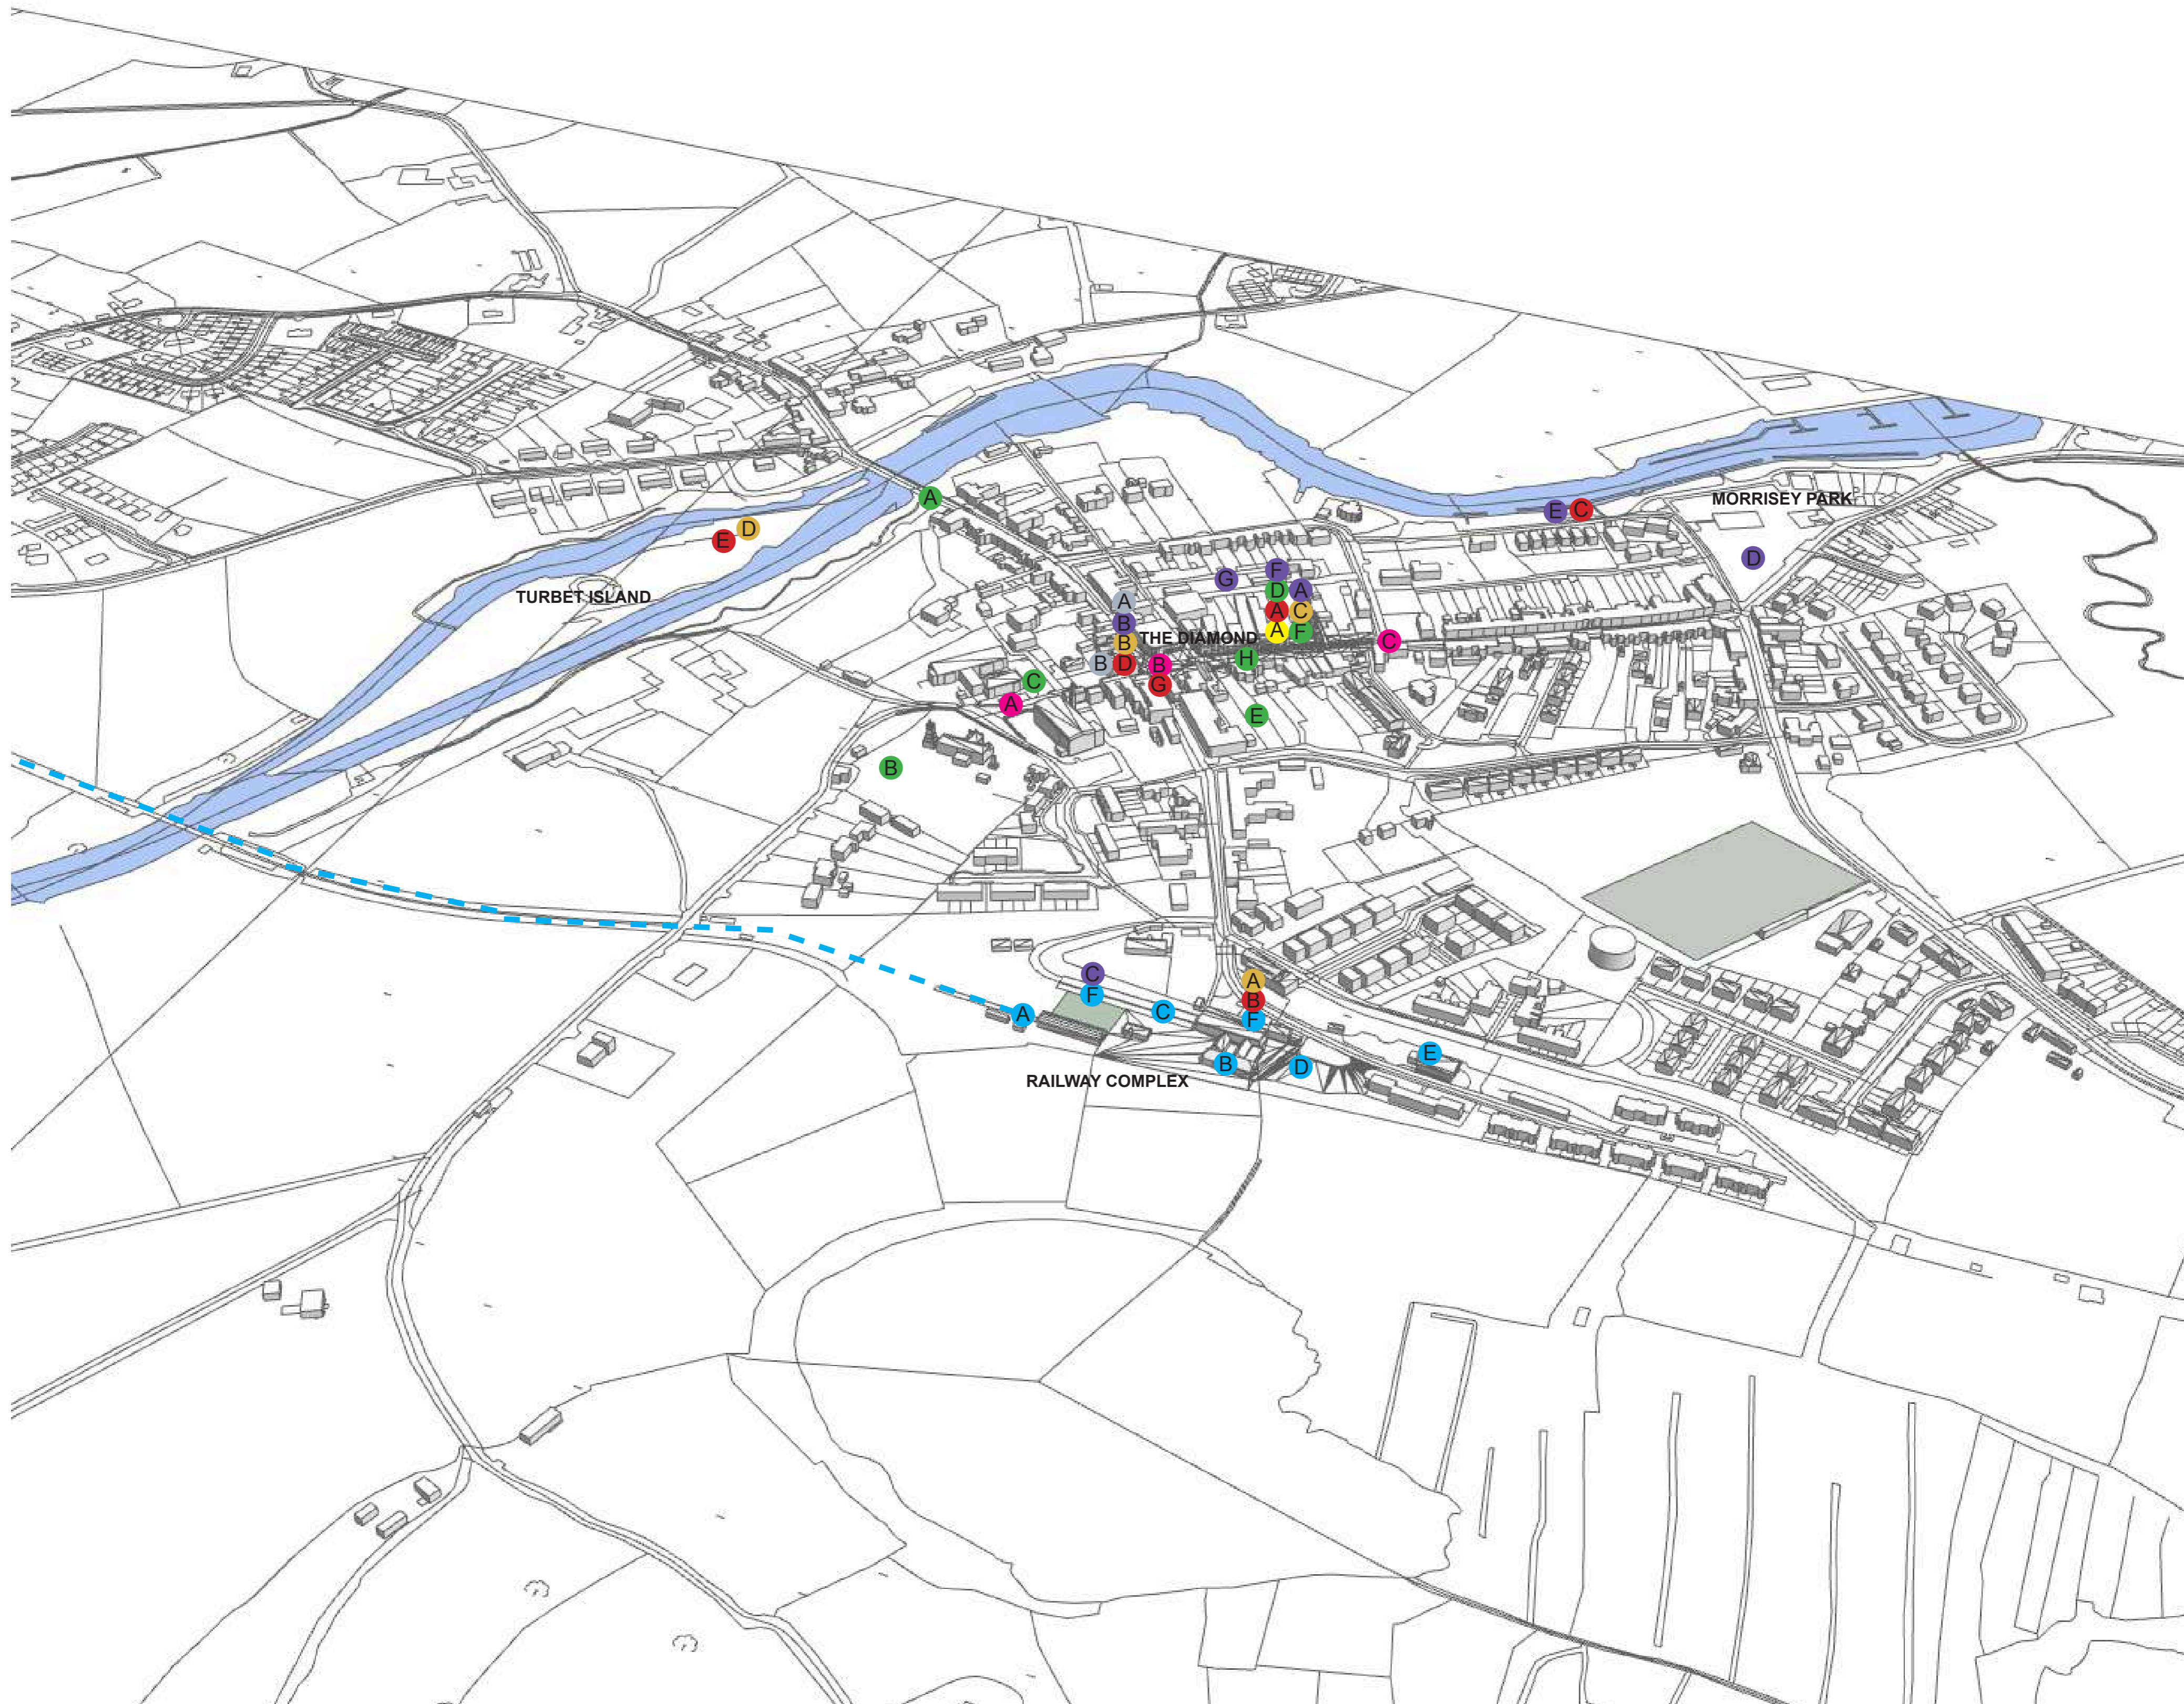 A
E C
MORRISEY PARK
D
E
D
F
G
D A
TURBET ISLAND
A
A C
B
A F
THE DIAMOND
B
C
H
B D B
C
G
A
E
B
C
A
F
B
A
C
F
E
B
D
RAILWAY COMPLEX